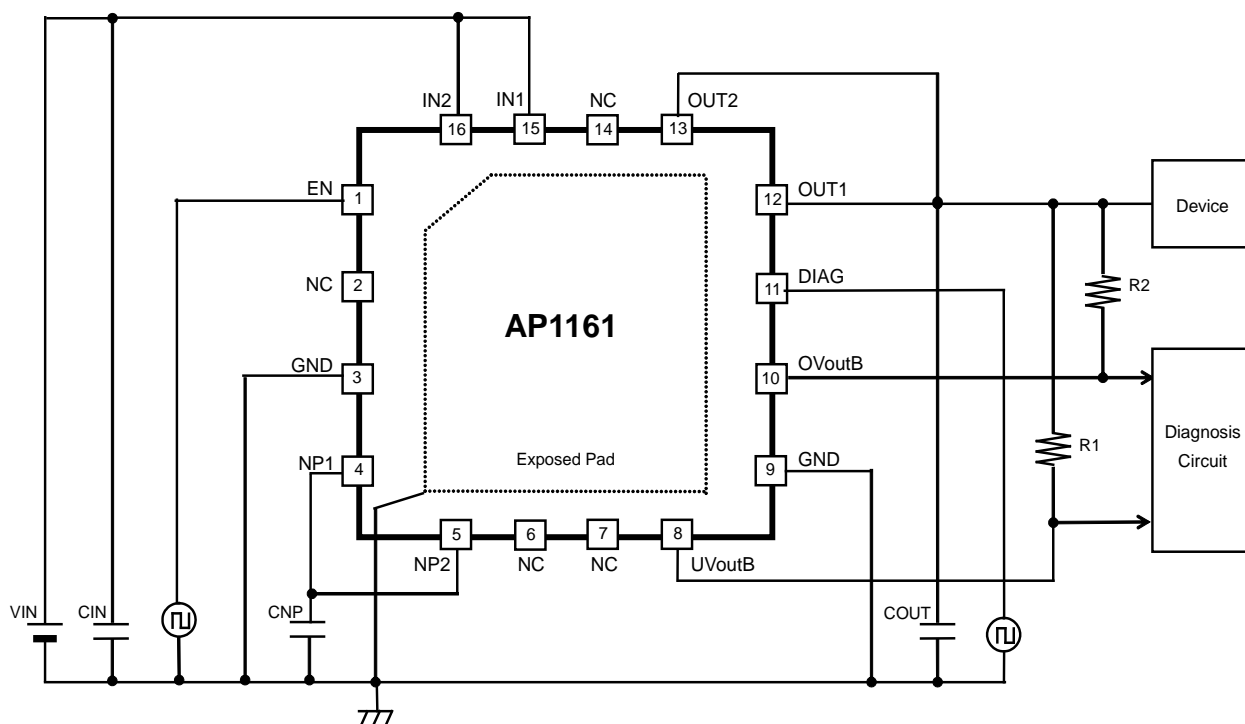 IN2
IN1
NC
OUT2
16
15
14
13
EN
1
12
OUT1
Device
NC
2
11
DIAG
R2
AP1161
GND
3
10
OVoutB
NP1
4
Exposed Pad
9
GND
R1
Diagnosis
Circuit
5
6
7
8
NP2
NC
NC
UVoutB
VIN
CIN
CNP
COUT